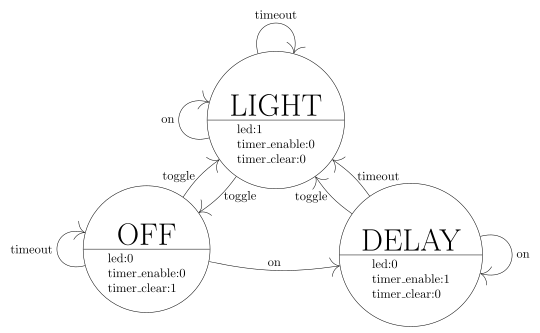 timeout
LIGHT
on
led:1
timer_enable:0
timer_clear:0
toggle
timeout
toggle
toggle
OFF
timeout
led:0
timer_enable:0
timer_clear:1
on
DELAY
led:0
timer_enable:1
timer_clear:0
on